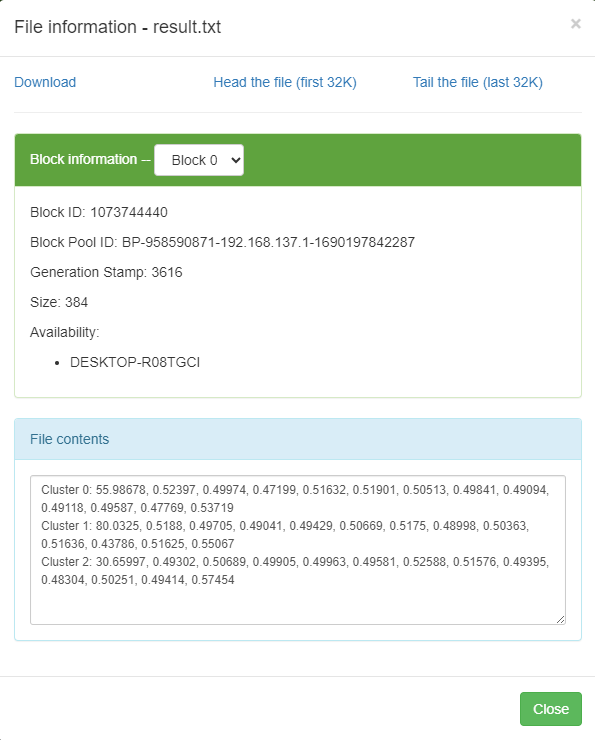 File information - result.txt
×
Download
Head the file (first 32K)
Tail the file (last 32K)
Block information -- Block 0
Block ID: 1073744440
Block Pool ID: BP-958590871-192.168.137.1-1690197842287
Generation Stamp: 3616
Size: 384
Availability:
• DESKTOP-R08TGCI
File contents
Cluster 0: 55.98678, 0.52397, 0.49974, 0.47199, 0.51632, 0.51901, 0.50513, 0.49841, 0.49094,
0.49118, 0.49587, 0.47769, 0.53719
Cluster 1: 80.0325, 0.5188, 0.49705, 0.49041, 0.49429, 0.50669, 0.5175, 0.48998, 0.50363,
0.51636, 0.43786, 0.51625, 0.55067
Cluster 2: 30.65997, 0.49302, 0.50689, 0.49905, 0.49963, 0.49581, 0.52588, 0.51576, 0.49395,
0.48304, 0.50251, 0.49414, 0.57454
Close